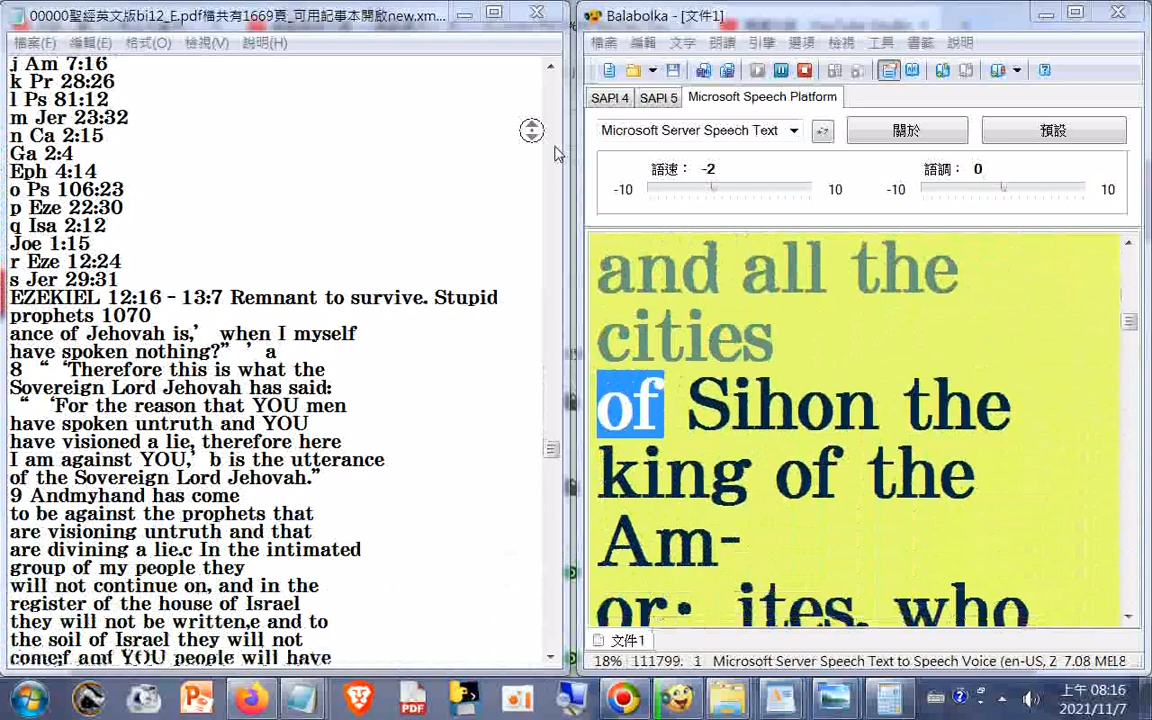 00000聖經英文版bi12_E.pdf檔共有1669頁_可用記事本開啟new.xm...
檔案(F) 編輯(E) 格式(O) 檢視(V) 說明(H)
j Am 7:16
k Pr 28:26
l Ps 81:12
m Jer 23:32
n Ca 2:15
Ga 2:4
Eph 4:14
o Ps 106:23
p Eze 22:30
q Isa 2:12
Joe 1:15
r Eze 12:24
s Jer 29:31
EZEKIEL 12:16 – 13:7 Remnant to survive. Stupid
prophets 1070
ance of Jehovah is,’ when I myself
have spoken nothing?” ’ a
8 “ ‘Therefore this is what the
Sovereign Lord Jehovah has said:
“ ‘For the reason that YOU men
have spoken untruth and YOU
have visioned a lie, therefore here
I am against YOU,’ b is the utterance
of the Sovereign Lord Jehovah.”
9 Andmyhand has come
to be against the prophets that
are visioning untruth and that
are divining a lie.c In the intimated
group of my people they
will not continue on, and in the
register of the house of Israel
they will not be written,e and to
the soil of Israel they will not
come;f and YOU people will have
Balabolka - [文件1]
檔案 編輯 文字 朗讀 引擎 選項 檢視 工具 書籤 說明
SAPI 4 SAPI 5 Microsoft Speech Platform
Microsoft Server Speech Text 關於 預設
語速： -2 語調： 0
-10 10 -10 10
and all the
cities
of Sihon the
king of the
Am-
or· ites, who
文件1
18% 111799: 1 Microsoft Server Speech Text to Speech Voice (en-US, Z 7.08 МЕ
PDF
上午 08:16
2021/11/7